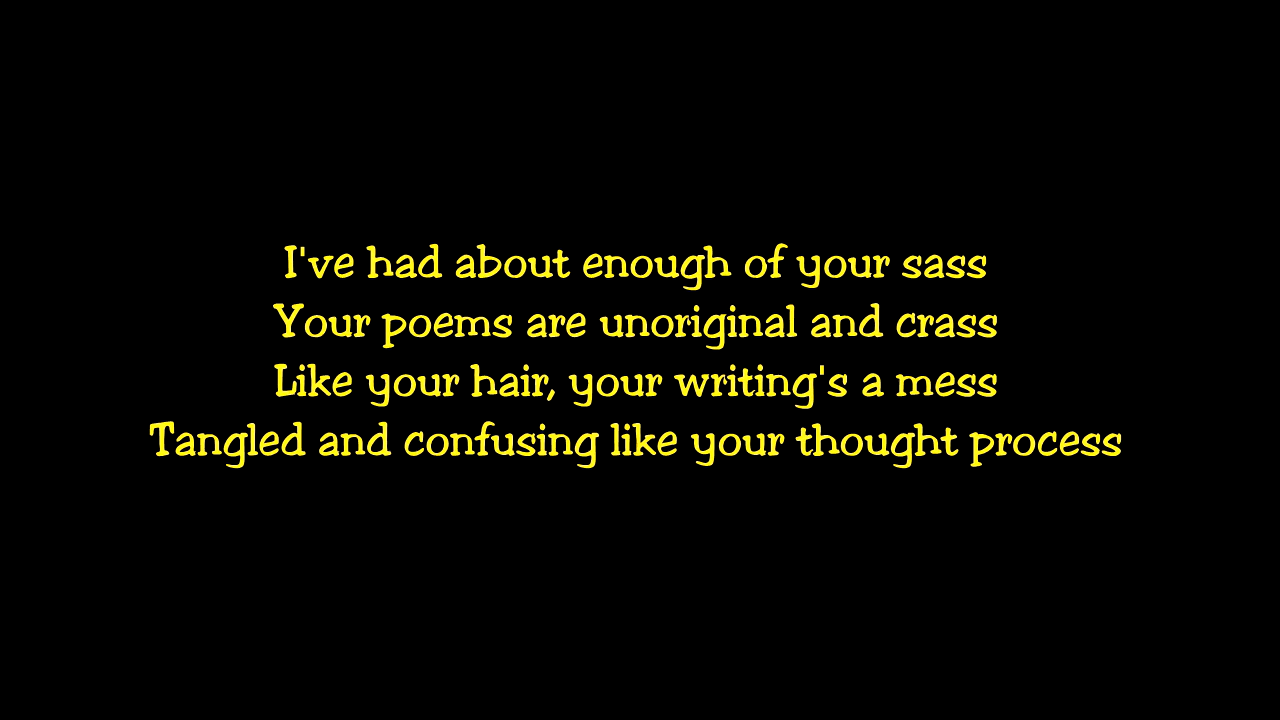 I've had about enough of your sass
Your poems are unoriginal and crass
Like your hair, your writing's a mess
Tangled and confusing like your thought process